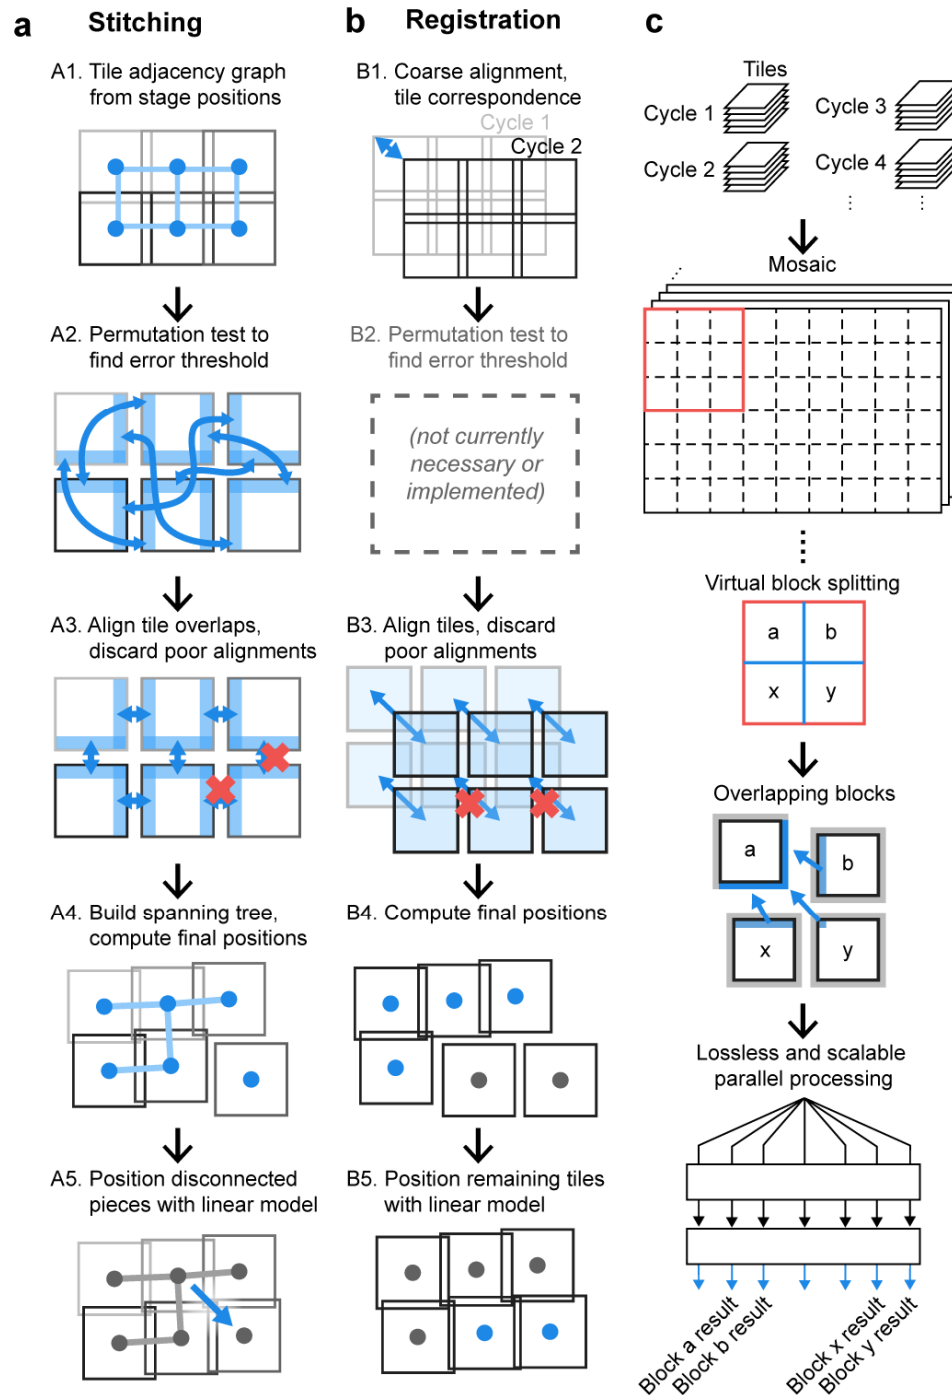 a Stitching
A1. Tile adjacency graph
from stage positions
A2. Permutation test to
find error threshold
A3. Align tile overlaps,
discard poor alignments
A4. Build spanning tree,
compute final positions
A5. Position disconnected
pieces with linear model
b Registration
B1. Coarse alignment,
tile correspondence
Cycle 1
Cycle 2
B2. Permutation test to
find error threshold
(not currently
necessary or
implemented)
B3. Align tiles, discard
poor alignments
B4. Compute final positions
B5. Position remaining tiles
with linear model
c
Tiles
Cycle 1
Cycle 3
Cycle 2
Cycle 4
Mosaic
Virtual block splitting
a b
x y
Overlapping blocks
a
b
x
y
Lossless and scalable
parallel processing
Block a result
Block b result
Block x result
Block y result